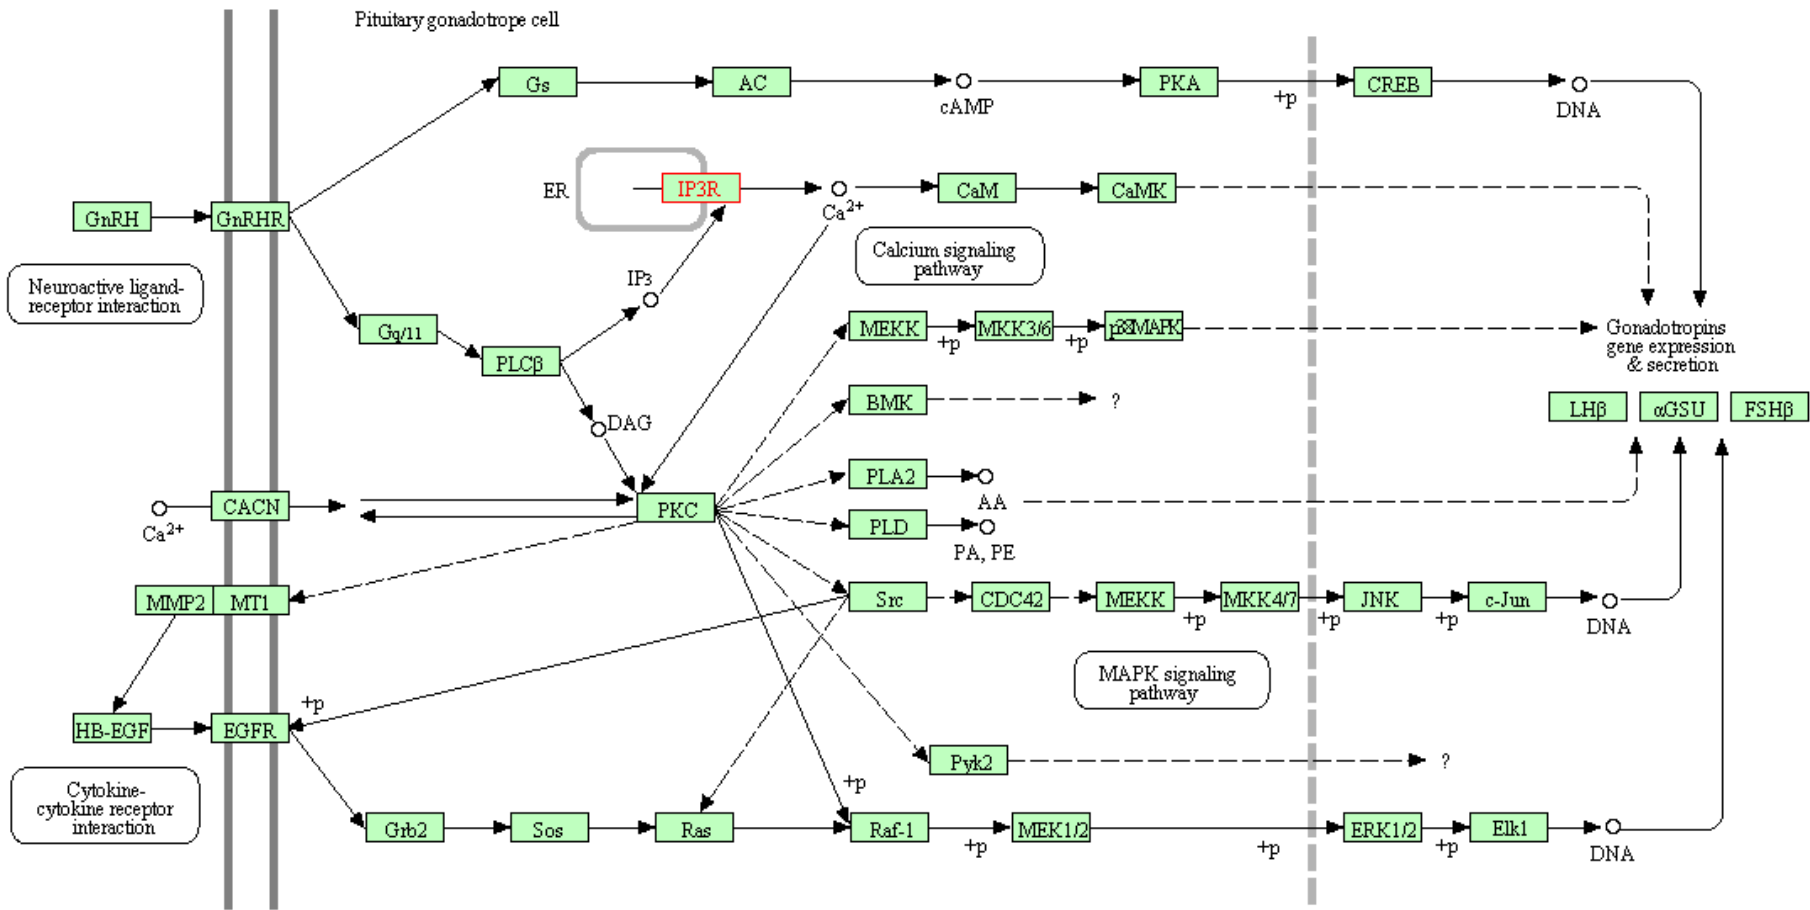 Pituitary gonadotrope cell
Gs
AC
cAMP
PKA
+p
CREB
DNA
ER
IP3R
Ca2+
CaM
CaMK
GnRH
GnRHR
Calcium signaling
pathway
Neuroactive ligand-
receptor interaction
IP3
Gq/11
PLCβ
MEKK
+p
MKK3/6
+p
p38MAPK
Gonadotropins
gene expression
& secretion
BMK
?
LHβ
αGSU
FSHβ
DAG
PLA2
AA
Ca2+
CACN
PKC
PLD
PA, PE
MMP2
MT1
Src
CDC42
MEKK
+p
MKK4/7
+p
JNK
+p
c-Jun
DNA
MAPK signaling
pathway
HB-EGF
EGFR
+p
Pyk2
?
Cytokine-
cytokine receptor
interaction
+p
Grb2
Sos
Ras
Raf-1
+p
MEK1/2
+p
ERK1/2
+p
Elk1
DNA